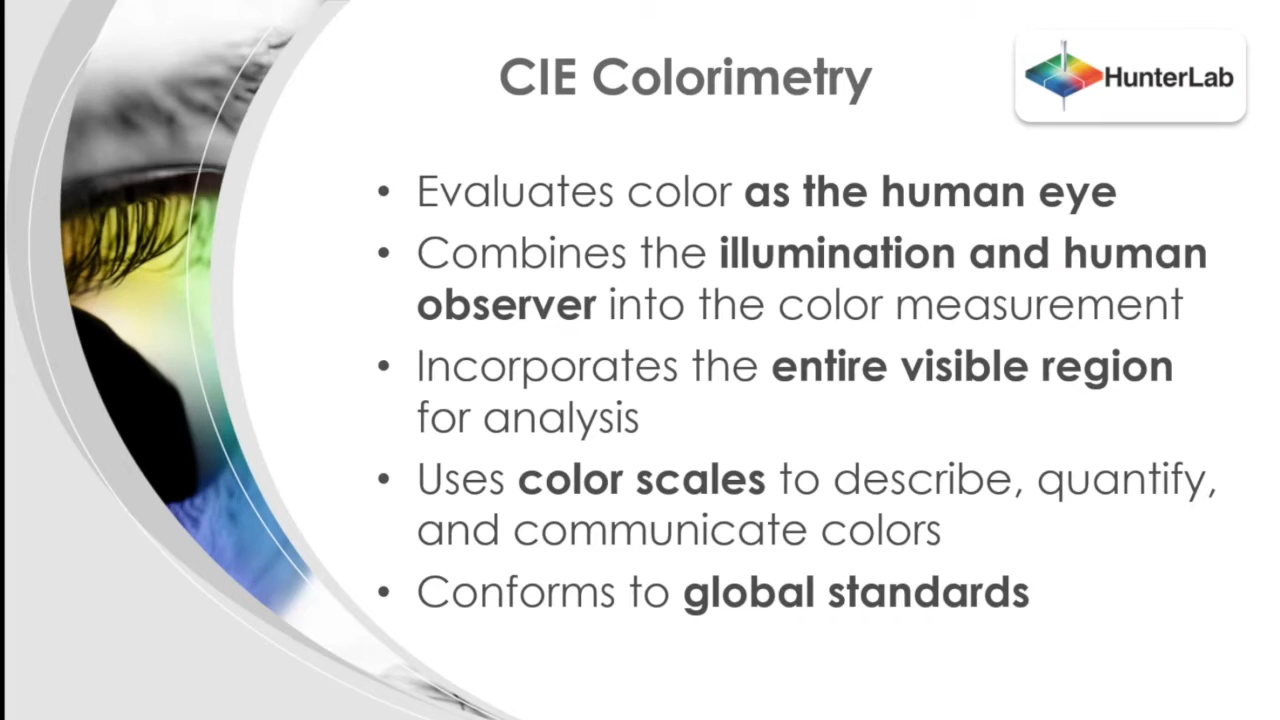 CIE Colorimetry
HunterLab
• Evaluates color as the human eye
• Combines the illumination and human
observer into the color measurement
• Incorporates the entire visible region
for analysis
• Uses color scales to describe, quantify,
and communicate colors
• Conforms to global standards